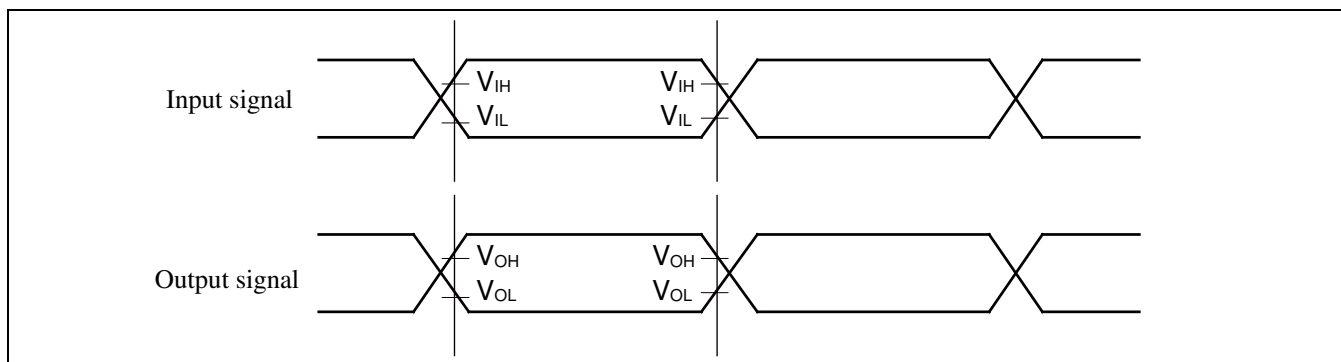 Input signal
VIH VIH
VIL VIL
Output signal
VOH VOH
VOL VOL